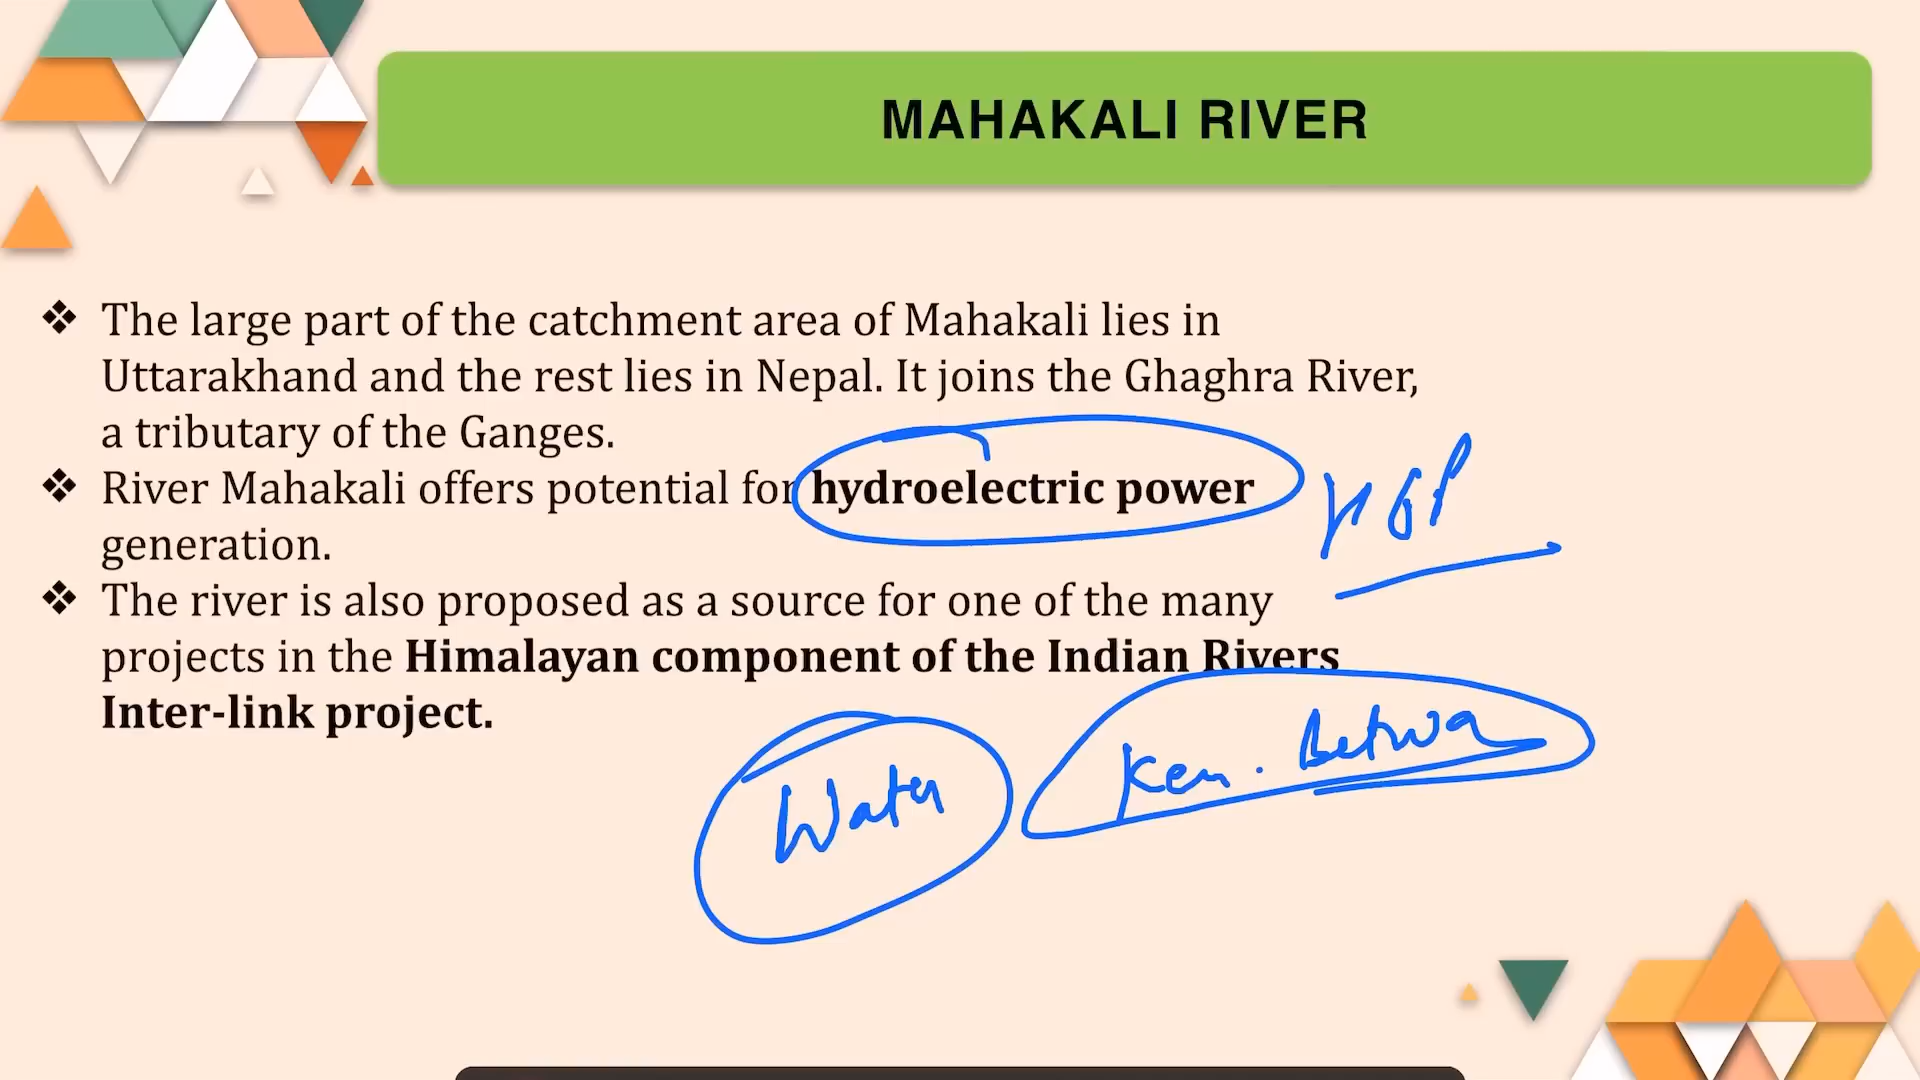 MAHAKALI RIVER
❖ The large part of the catchment area of Mahakali lies in
Uttarakhand and the rest lies in Nepal. It joins the Ghaghra River,
a tributary of the Ganges.
❖ River Mahakali offers potential for hydroelectric power
generation.
❖ The river is also proposed as a source for one of the many
projects in the Himalayan component of the Indian Rivers
Inter-link project.
Ken. Betwa
Water